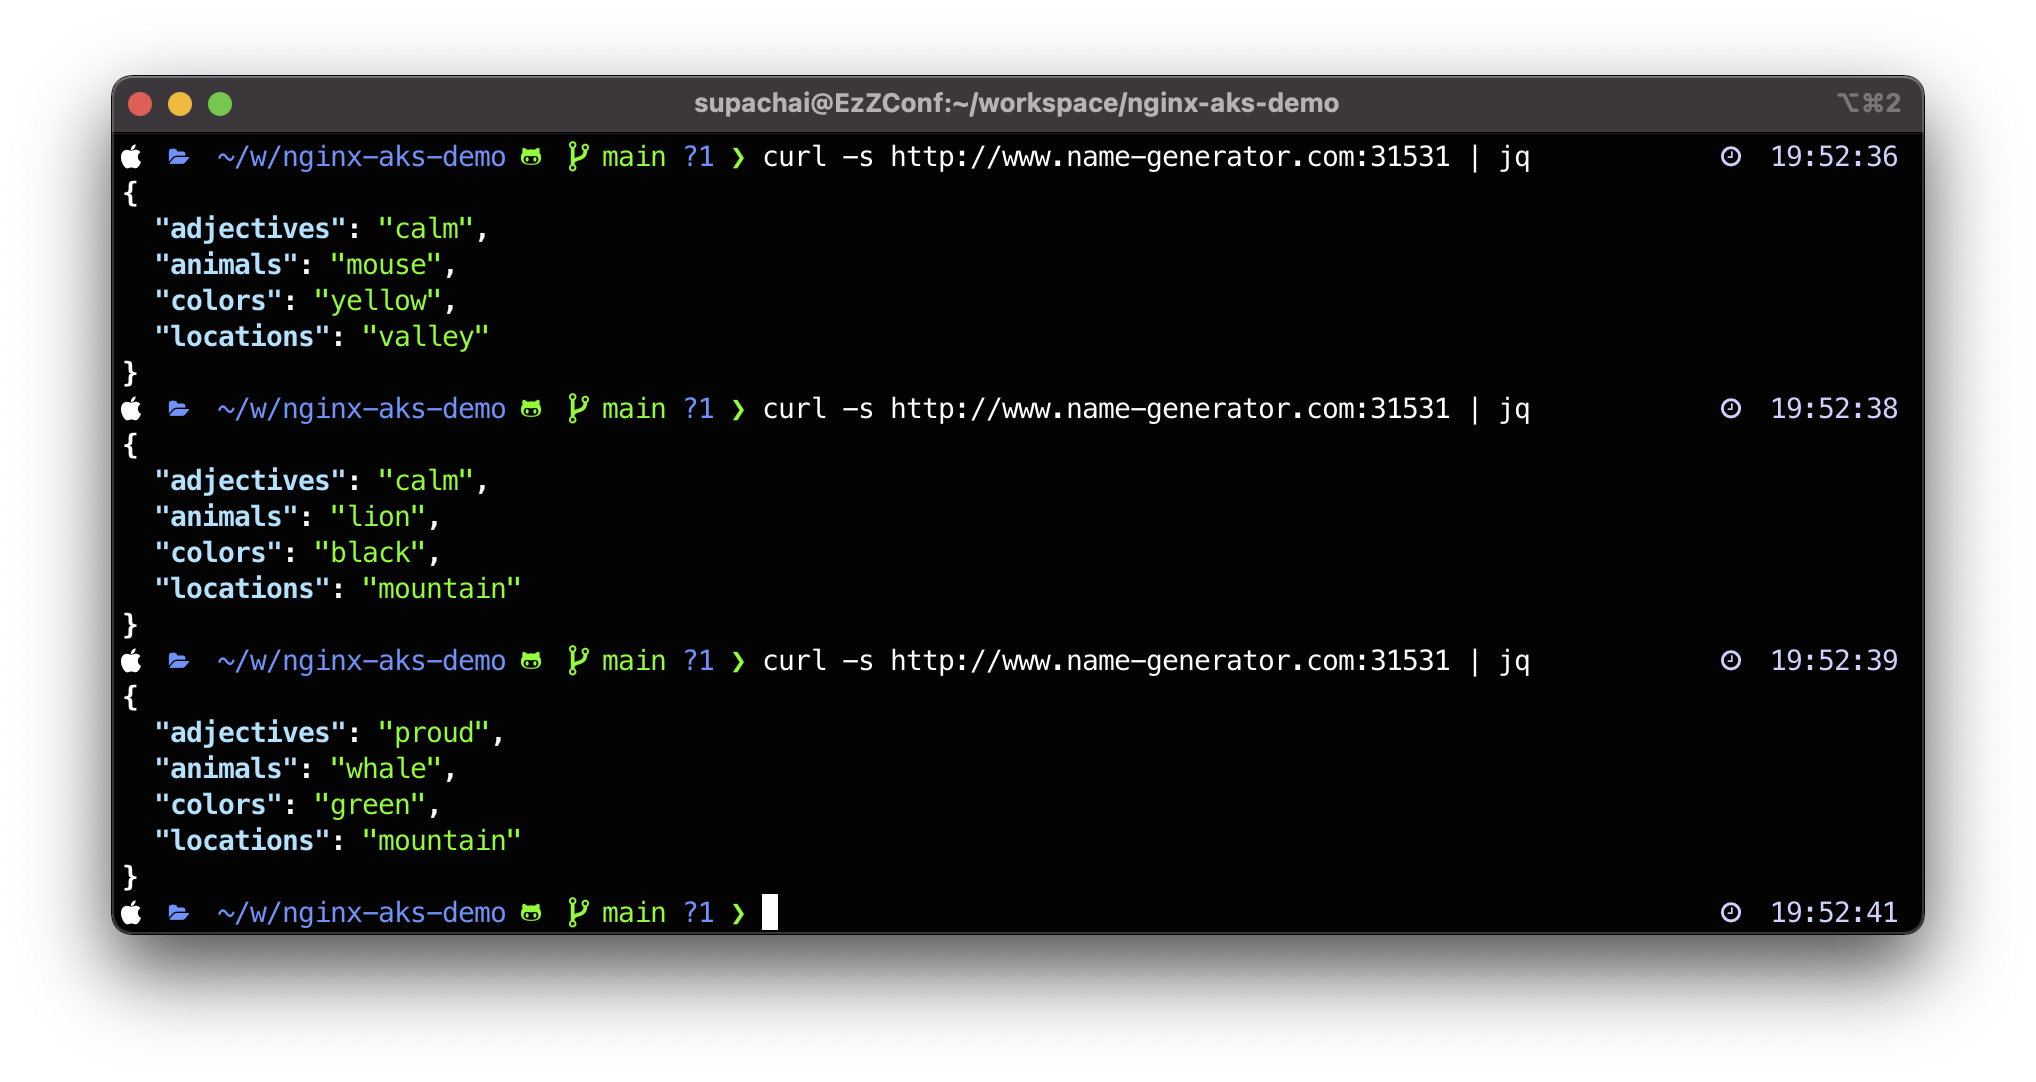 supachai@EzZConf:~/workspace/nginx-aks-demo ⌥⌘2
~/w/nginx-aks-demo main ?1 ❯ curl -s http://www.name-generator.com:31531 | jq 19:52:36
{
"adjectives": "calm",
"animals": "mouse",
"colors": "yellow",
"locations": "valley"
}
~/w/nginx-aks-demo main ?1 ❯ curl -s http://www.name-generator.com:31531 | jq 19:52:38
{
"adjectives": "calm",
"animals": "lion",
"colors": "black",
"locations": "mountain"
}
~/w/nginx-aks-demo main ?1 ❯ curl -s http://www.name-generator.com:31531 | jq 19:52:39
{
"adjectives": "proud",
"animals": "whale",
"colors": "green",
"locations": "mountain"
}
~/w/nginx-aks-demo main ?1 ❯ 19:52:41